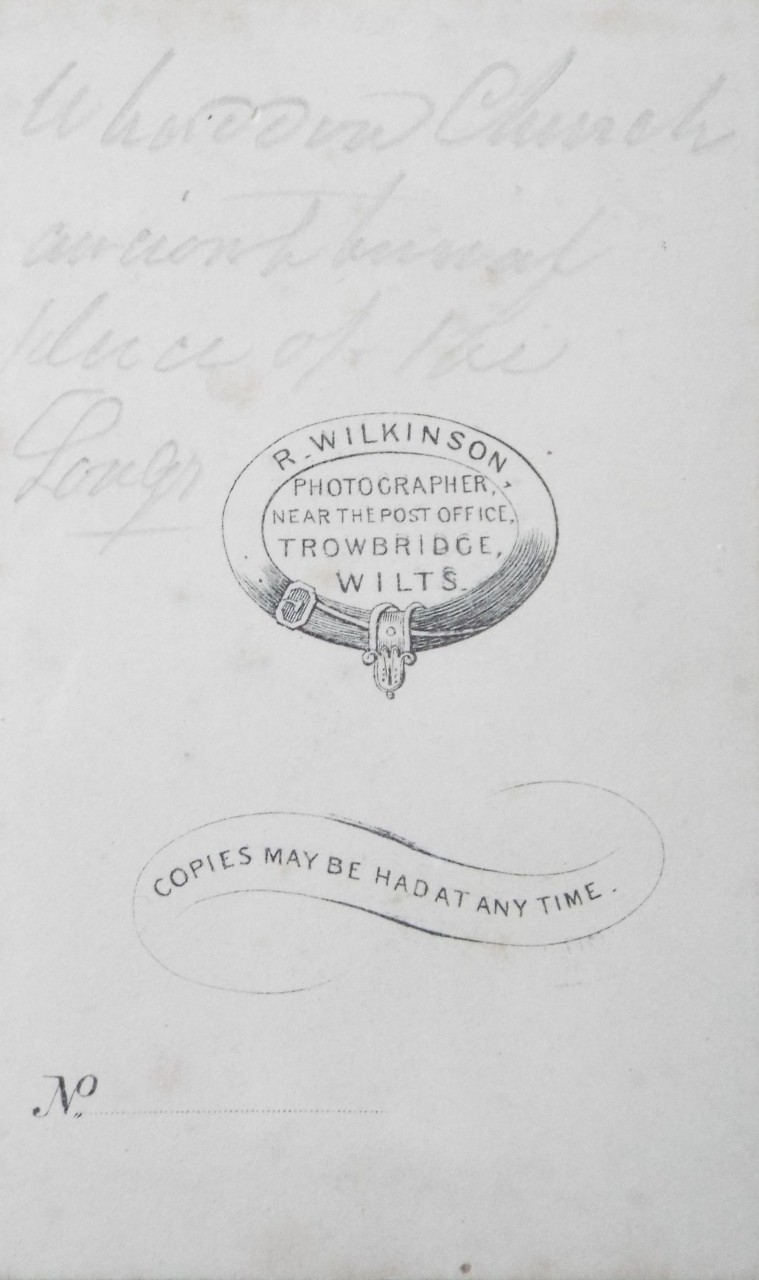 Whaddon Church
ancient burial
place of the
Longs
R. WILKINSON,
PHOTOGRAPHER,
NEAR THE POST OFFICE,
TROWBRIDGE,
WILTS.
COPIES MAY BE HAD AT ANY TIME.
No